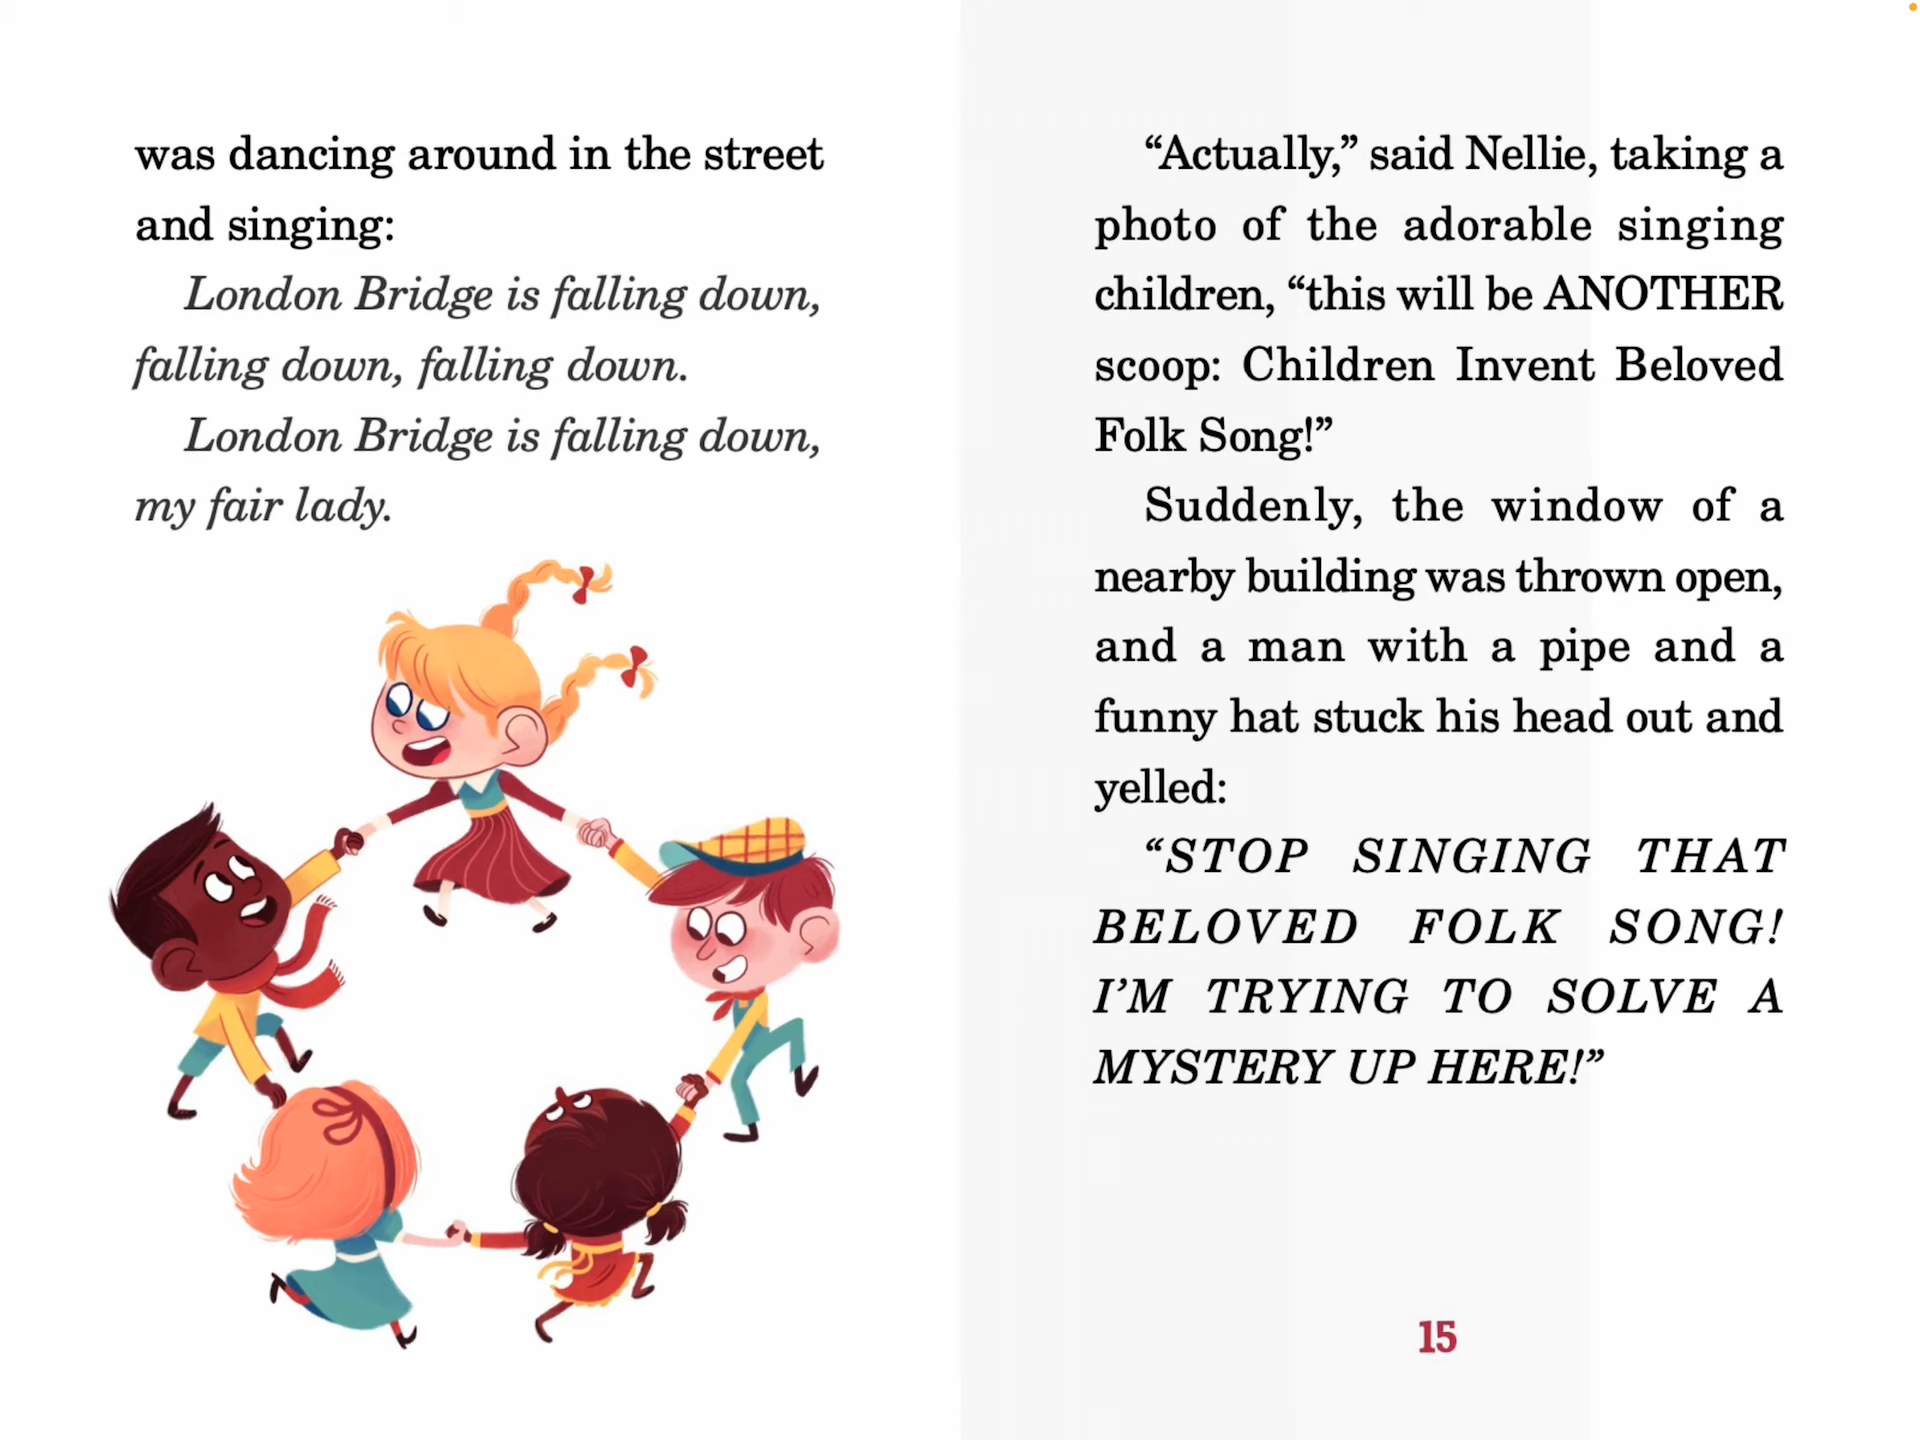 was dancing around in the street
and singing:
London Bridge is falling down,
falling down, falling down.
London Bridge is falling down,
my fair lady.
“Actually,” said Nellie, taking a
photo of the adorable singing
children, “this will be ANOTHER
scoop: Children Invent Beloved
Folk Song!”
Suddenly, the window of a
nearby building was thrown open,
and a man with a pipe and a
funny hat stuck his head out and
yelled:
“STOP SINGING THAT
BELOVED FOLK SONG!
I’M TRYING TO SOLVE A
MYSTERY UP HERE!”
15